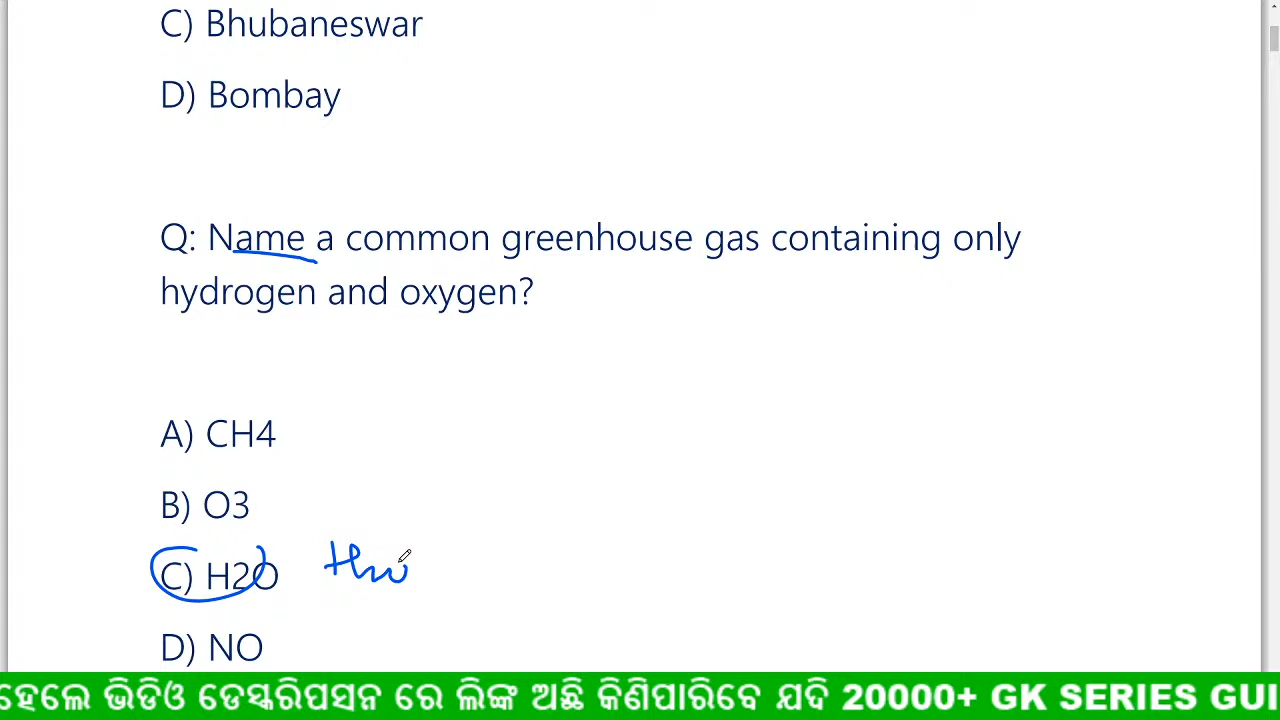 C) Bhubaneswar
D) Bombay
Q: Name a common greenhouse gas containing only
hydrogen and oxygen?
A) CH4
B) O3
C) H2O
D) NO
ହେଲେ ଭିଡିଓ ଡେସ୍କରିପସନ ରେ ଲିଙ୍କ ଅଛି କିଣିପାରିବେ ଯଦି 20000+ GK SERIES GUI